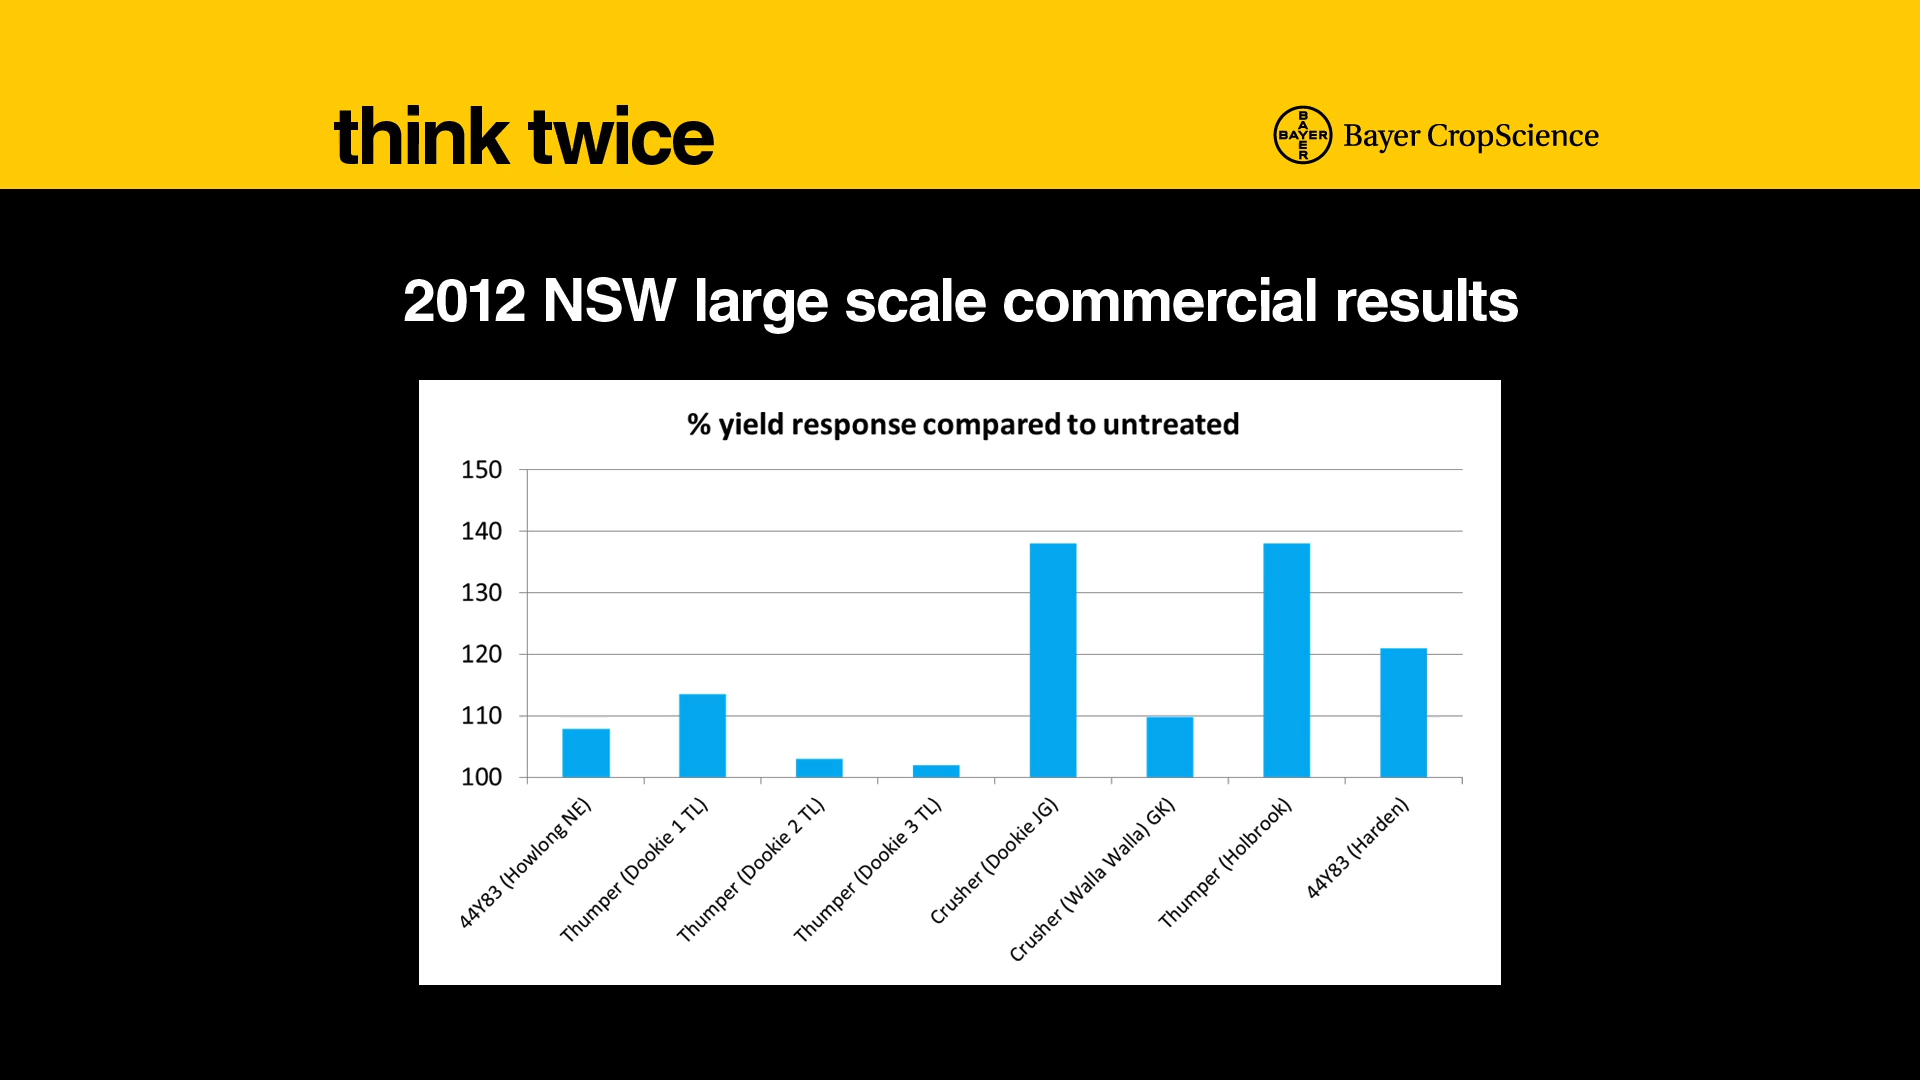 think twice
BAYER
BAYER
Bayer CropScience
2012 NSW large scale commercial results
% yield response compared to untreated
150
140
130
120
110
100
44Y83 (Howlong NE)
Thumper (Dookie 1 TL)
Thumper (Dookie 2 TL)
Thumper (Dookie 3 TL)
Crusher (Dookie JG)
Crusher (Walla Walla) GK)
Thumper (Holbrook)
44Y83 (Harden)